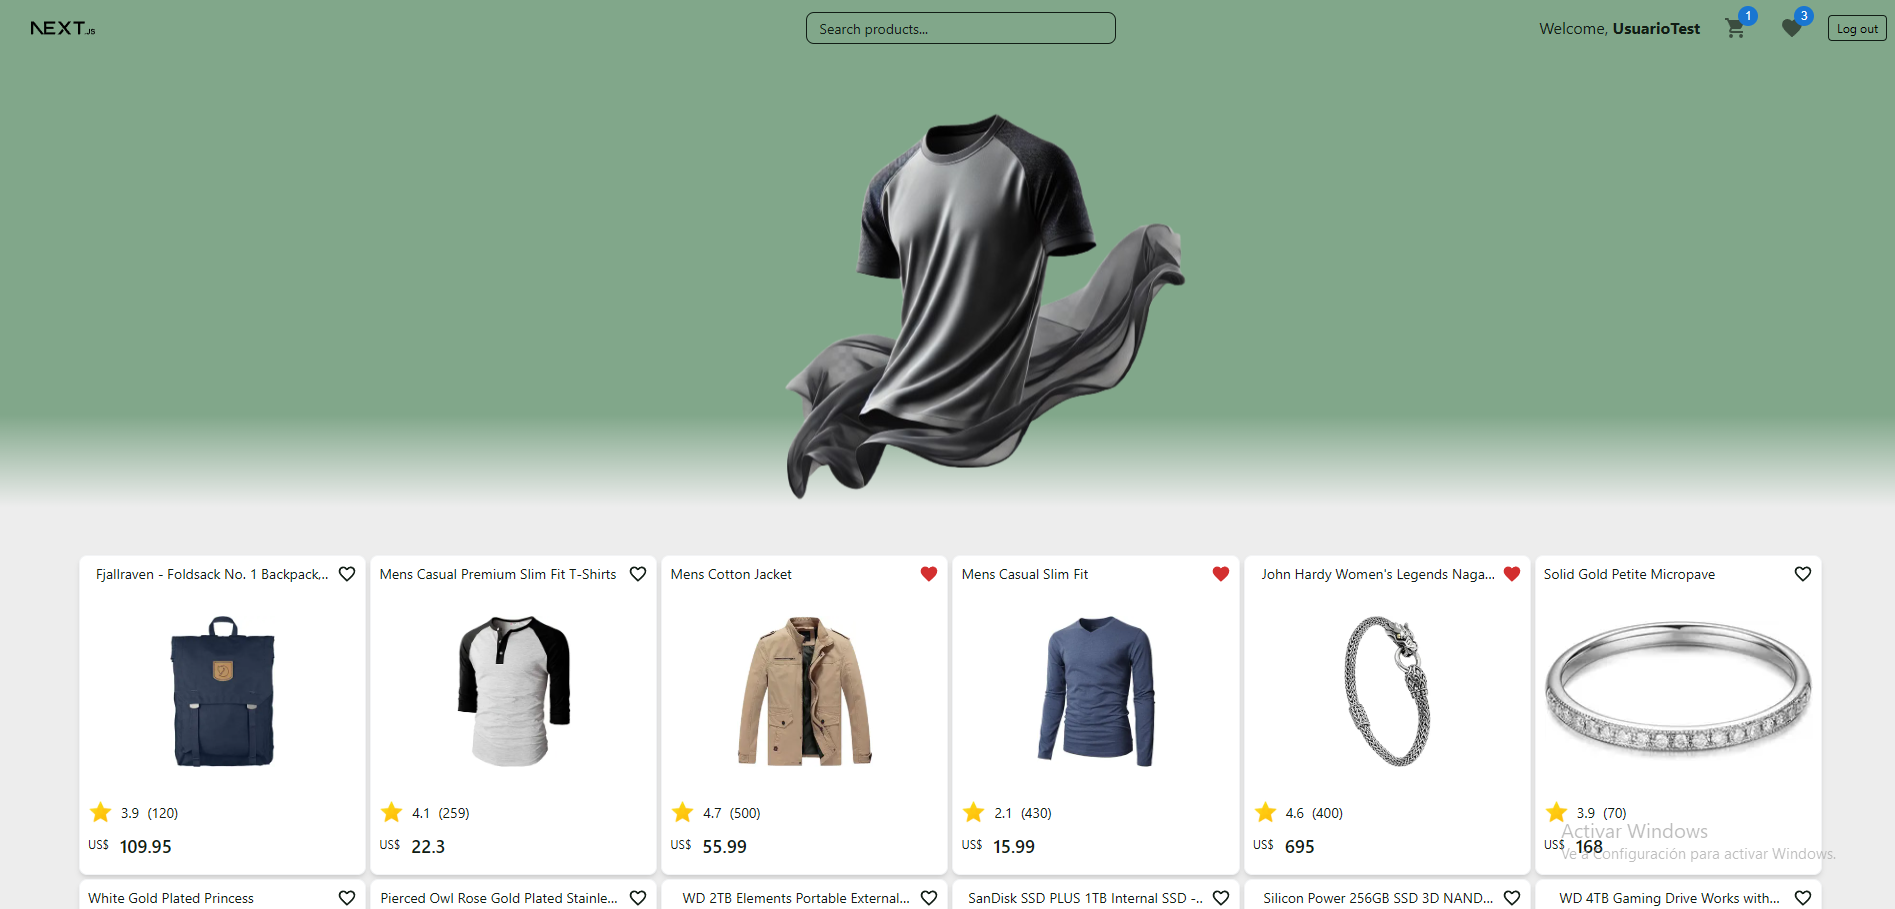 NEXT.JS
Search products...
Welcome, UsuarioTest
1
3
Log out
Fjallraven - Foldsack No. 1 Backpack,...
Mens Casual Premium Slim Fit T-Shirts
Mens Cotton Jacket
Mens Casual Slim Fit
John Hardy Women's Legends Naga...
Solid Gold Petite Micropave
3.9 (120)
4.1 (259)
4.7 (500)
2.1 (430)
4.6 (400)
3.9 (70)
US$ 109.95
US$ 22.3
US$ 55.99
US$ 15.99
US$ 695
US$ 168
Activar Windows
Ve a Configuración para activar Windows.
White Gold Plated Princess
Pierced Owl Rose Gold Plated Stainle...
WD 2TB Elements Portable External...
SanDisk SSD PLUS 1TB Internal SSD -..
Silicon Power 256GB SSD 3D NAND...
WD 4TB Gaming Drive Works with...